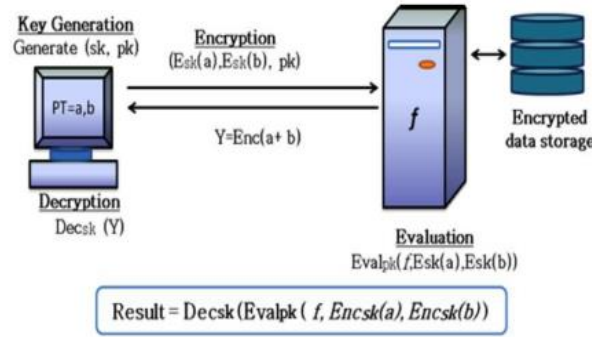 Key Generation
Generate (sk, pk)
Encryption
(Esk(a),Esk(b), pk)
PT=a,b
f
Y=Enc(a+ b)
Encrypted
data storage
Decryption
Decsk (Y)
Evaluation
Evalpk(f,Esk(a),Esk(b))
Result = Decsk(Evalpk ( f, Encsk(a), Encsk(b))